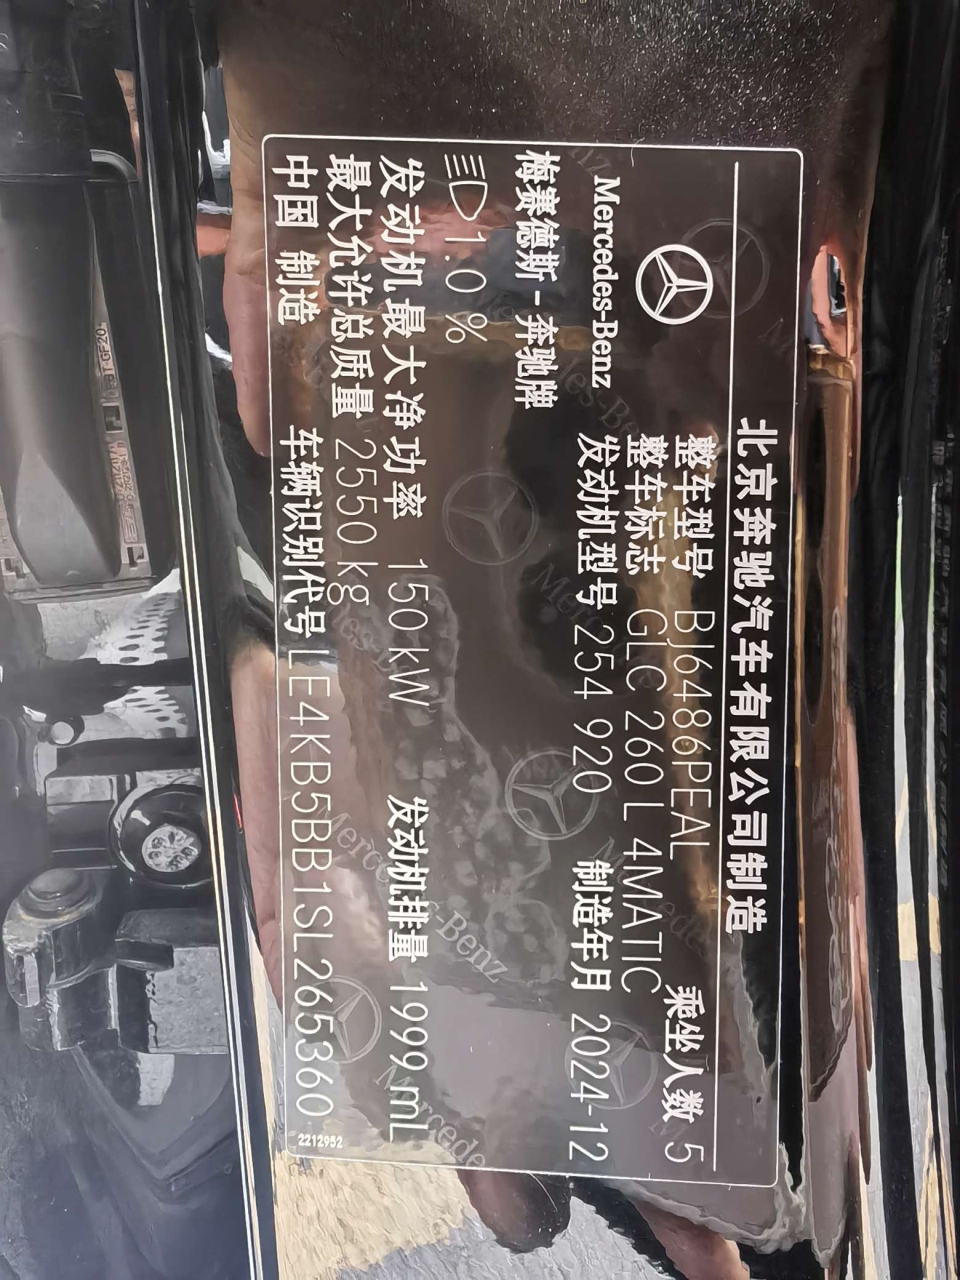 北京奔驰汽车有限公司制造
Mercedes-Benz
整车型号 BJ6486PEAL 乘坐人数 5
整车标志 GLC 260 L 4MATIC
发动机型号 254 920 制造年月 2024-12
梅赛德斯-奔驰牌
1.0%
发动机最大净功率 150 kW 发动机排量 1999 mL
最大允许总质量 2550 kg
中国 制造 车辆识别代号 LE4KB5BB1SL265360
2212952